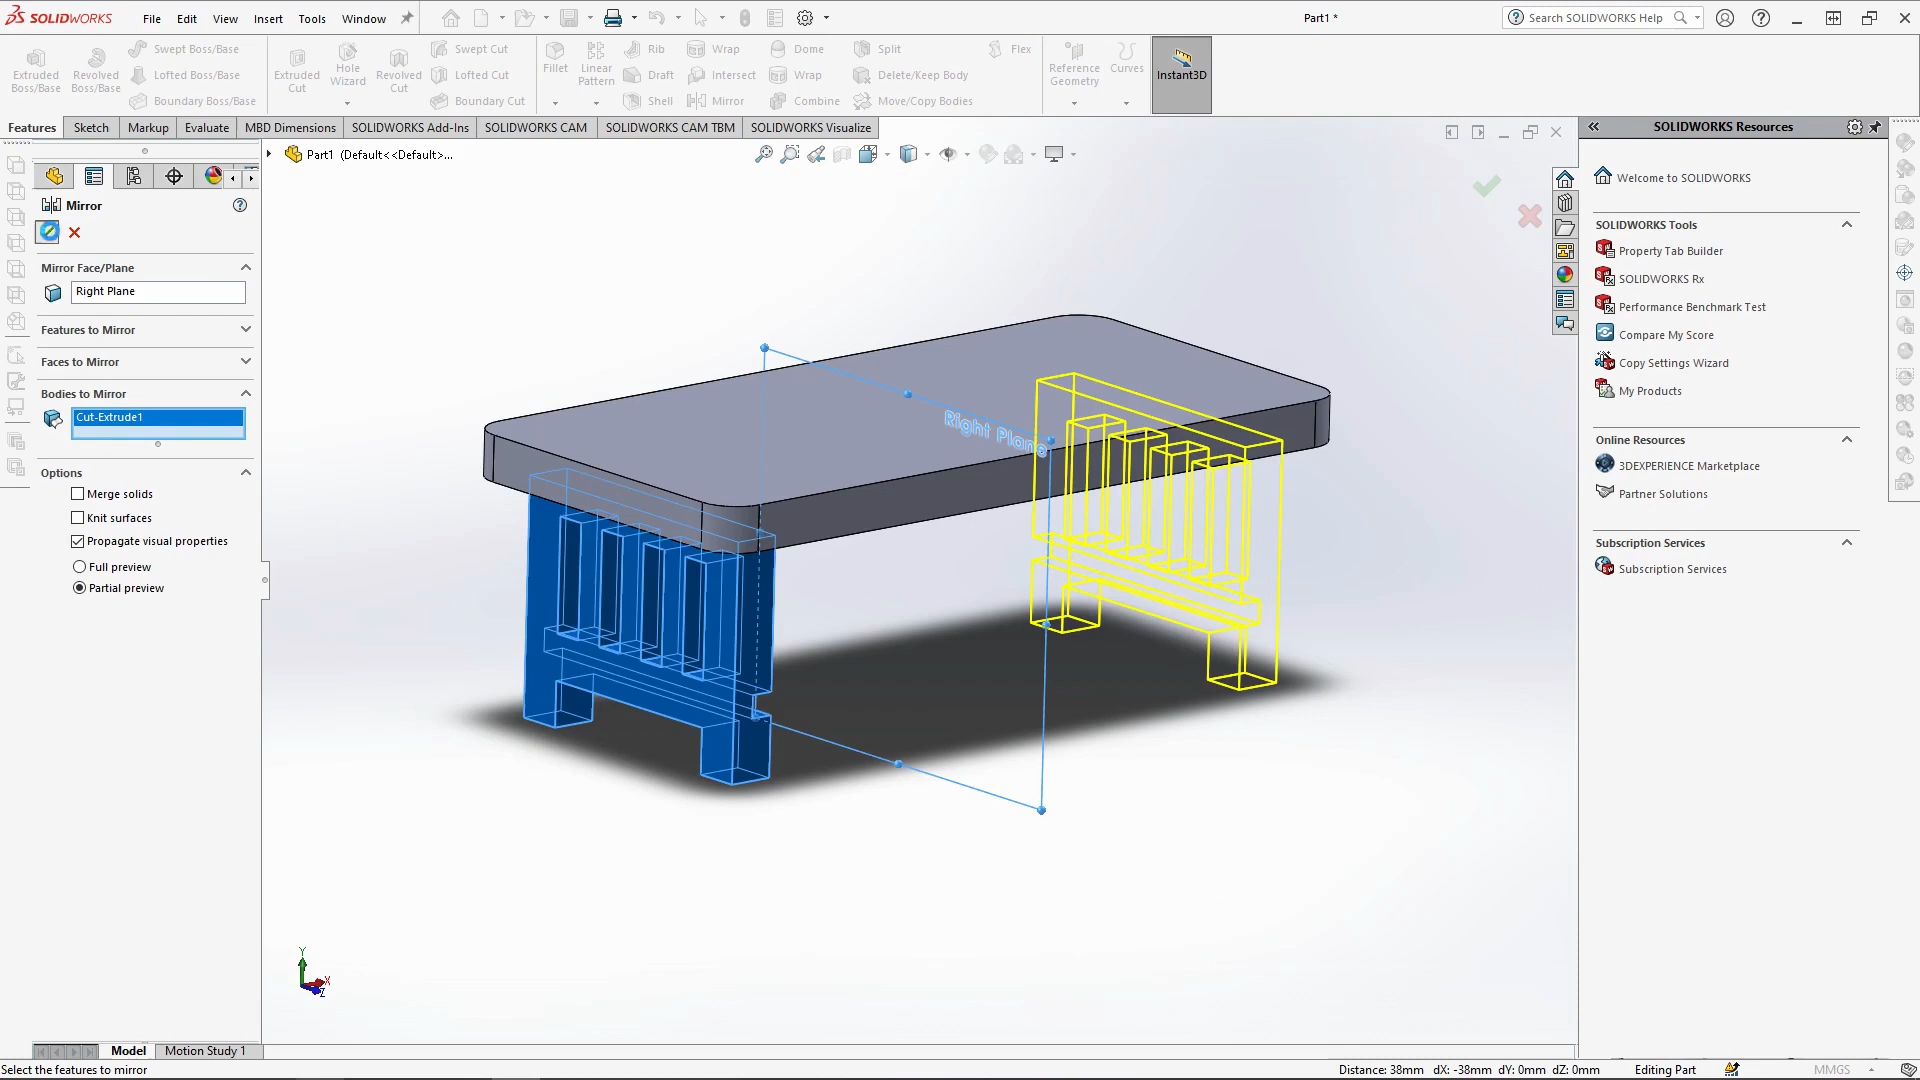 SOLIDWORKS File Edit View Insert Tools Window Part1 * Search SOLIDWORKS Help
Extruded Boss/Base
Revolved Boss/Base
Swept Boss/Base
Lofted Boss/Base
Boundary Boss/Base
Extruded Cut
Hole Wizard
Revolved Cut
Swept Cut
Lofted Cut
Boundary Cut
Fillet
Linear Pattern
Rib
Draft
Shell
Wrap
Intersect
Mirror
Dome
Wrap
Combine
Split
Delete/Keep Body
Move/Copy Bodies
Flex
Reference Geometry
Curves
Instant3D
Features Sketch Markup Evaluate MBD Dimensions SOLIDWORKS Add-Ins SOLIDWORKS CAM SOLIDWORKS CAM TBM SOLIDWORKS Visualize
Part1 (Default<<Default>...
Mirror
Mirror Face/Plane
Right Plane
Features to Mirror
Faces to Mirror
Bodies to Mirror
Cut-Extrude1
Options
Merge solids
Knit surfaces
Propagate visual properties
Full preview
Partial preview
Right Plane
Y
X
Z
SOLIDWORKS Resources
Welcome to SOLIDWORKS
SOLIDWORKS Tools
Property Tab Builder
SOLIDWORKS Rx
Performance Benchmark Test
Compare My Score
Copy Settings Wizard
My Products
Online Resources
3DEXPERIENCE Marketplace
Partner Solutions
Subscription Services
Subscription Services
Model Motion Study 1
Select the features to mirror Distance: 38mm dX: -38mm dY: 0mm dZ: 0mm Editing Part MMGS